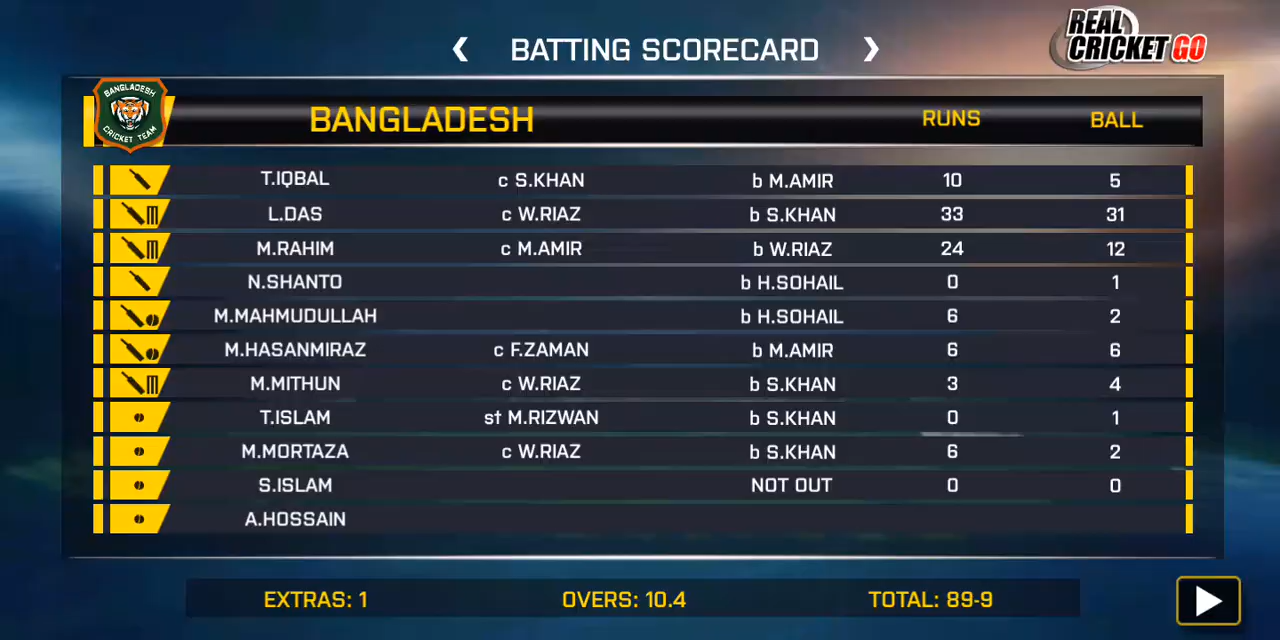 ❮ BATTING SCORECARD ❯
REAL CRICKET GO
BANGLADESH CRICKET TEAM
BANGLADESH RUNS BALL
T.IQBAL c S.KHAN b M.AMIR 10 5
L.DAS c W.RIAZ b S.KHAN 33 31
M.RAHIM c M.AMIR b W.RIAZ 24 12
N.SHANTO b H.SOHAIL 0 1
M.MAHMUDULLAH b H.SOHAIL 6 2
M.HASANMIRAZ c F.ZAMAN b M.AMIR 6 6
M.MITHUN c W.RIAZ b S.KHAN 3 4
T.ISLAM st M.RIZWAN b S.KHAN 0 1
M.MORTAZA c W.RIAZ b S.KHAN 6 2
S.ISLAM NOT OUT 0 0
A.HOSSAIN
EXTRAS: 1 OVERS: 10.4 TOTAL: 89-9